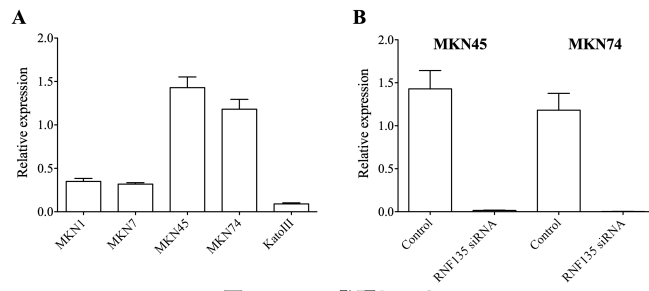 A
B
Relative expression
2.0
1.5
1.0
0.5
0.0
MKN1
MKN7
MKN45
MKN74
KatoIII
Relative expression
2.0
1.5
1.0
0.5
0.0
MKN45
MKN74
Control
RNF135 siRNA
Control
RNF135 siRNA